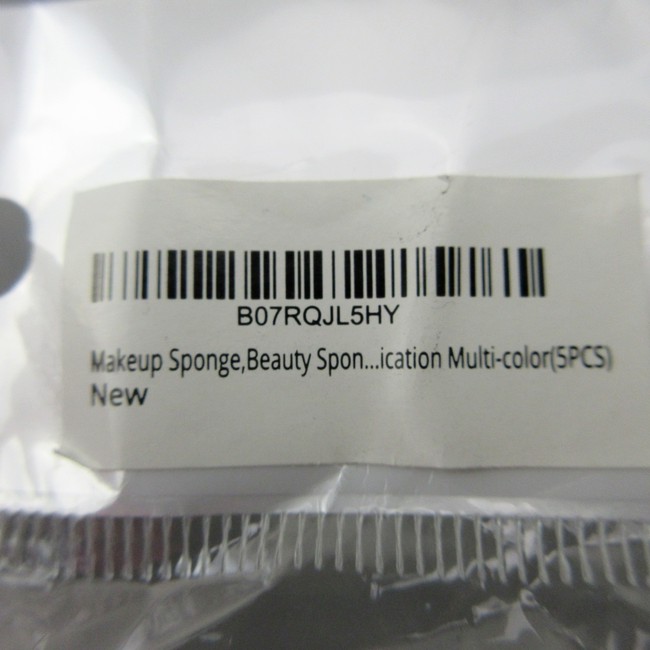 B07RQJL5HY
Makeup Sponge,Beauty Spon...ication Multi-color(5PCS)
New